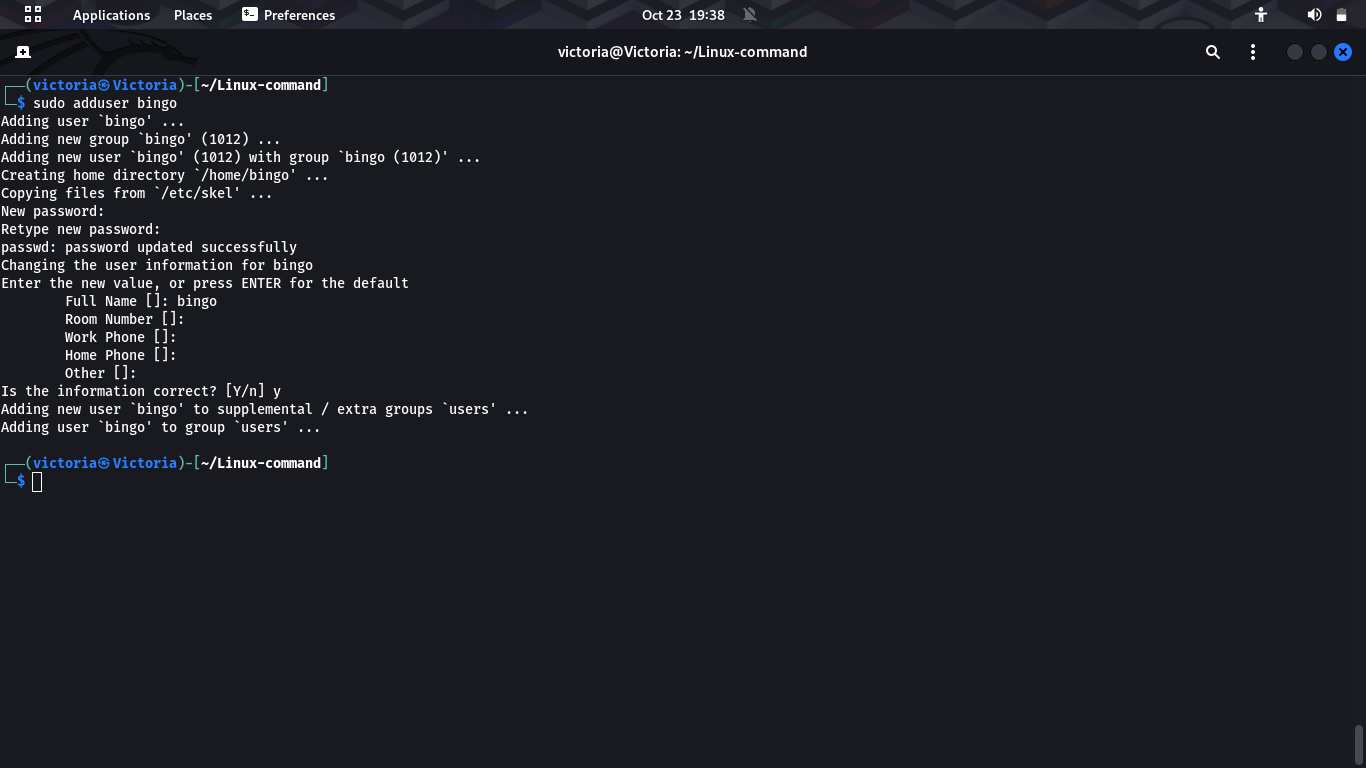 Applications Places Preferences Oct 23 19:38
victoria@Victoria: ~/Linux-command
┌──(victoria㉿Victoria)-[~/Linux-command]
└─$ sudo adduser bingo
Adding user `bingo' ...
Adding new group `bingo' (1012) ...
Adding new user `bingo' (1012) with group `bingo (1012)' ...
Creating home directory `/home/bingo' ...
Copying files from `/etc/skel' ...
New password:
Retype new password:
passwd: password updated successfully
Changing the user information for bingo
Enter the new value, or press ENTER for the default
        Full Name []: bingo
        Room Number []:
        Work Phone []:
        Home Phone []:
        Other []:
Is the information correct? [Y/n] y
Adding new user `bingo' to supplemental / extra groups `users' ...
Adding user `bingo' to group `users' ...
┌──(victoria㉿Victoria)-[~/Linux-command]
└─$